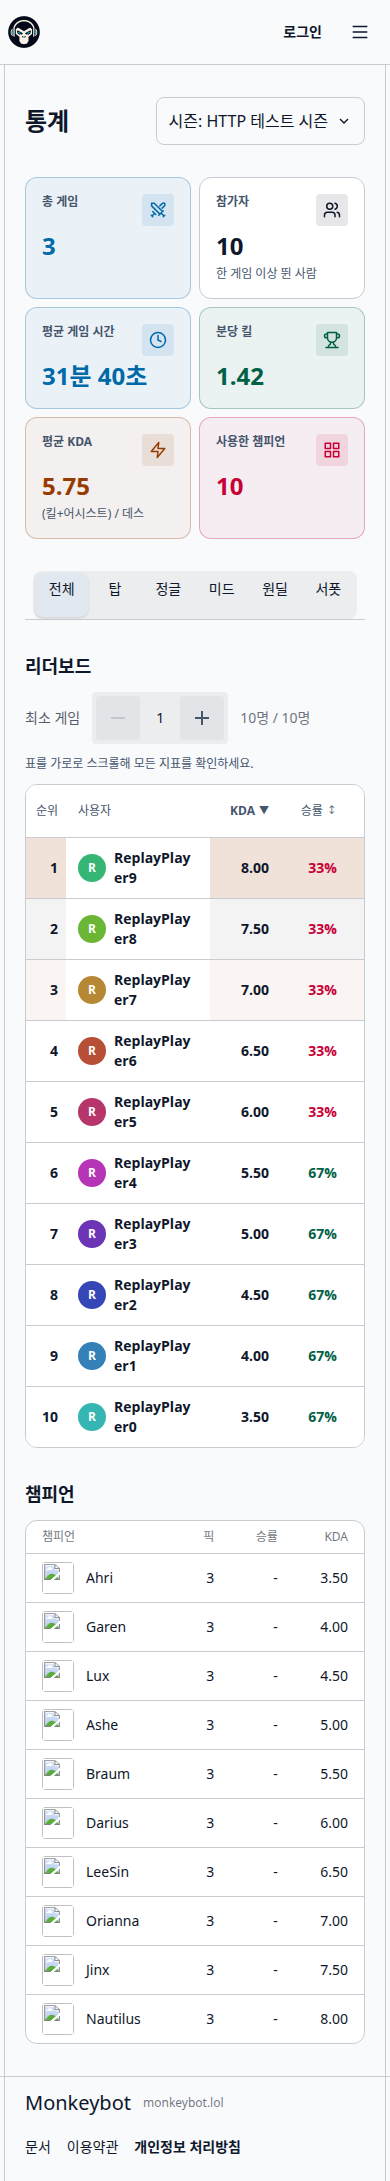 로그인
통계
시즌: HTTP 테스트 시즌
총 게임
3
참가자
10
한 게임 이상 뛴 사람
평균 게임 시간
31분 40초
분당 킬
1.42
평균 KDA
5.75
(킬+어시스트) / 데스
사용한 챔피언
10
전체 탑 정글 미드 원딜 서폿
리더보드
최소 게임 − 1 + 10명 / 10명
표를 가로로 스크롤해 모든 지표를 확인하세요.
순위 사용자 KDA ▼ 승률 ↕
1 R ReplayPlay 8.00 33%
er9
2 R ReplayPlay 7.50 33%
er8
3 R ReplayPlay 7.00 33%
er7
4 R ReplayPlay 6.50 33%
er6
5 R ReplayPlay 6.00 33%
er5
6 R ReplayPlay 5.50 67%
er4
7 R ReplayPlay 5.00 67%
er3
8 R ReplayPlay 4.50 67%
er2
9 R ReplayPlay 4.00 67%
er1
10 R ReplayPlay 3.50 67%
er0
챔피언
챔피언 픽 승률 KDA
Ahri 3 - 3.50
Garen 3 - 4.00
Lux 3 - 4.50
Ashe 3 - 5.00
Braum 3 - 5.50
Darius 3 - 6.00
LeeSin 3 - 6.50
Orianna 3 - 7.00
Jinx 3 - 7.50
Nautilus 3 - 8.00
Monkeybot monkeybot.lol
문서 이용약관 개인정보 처리방침